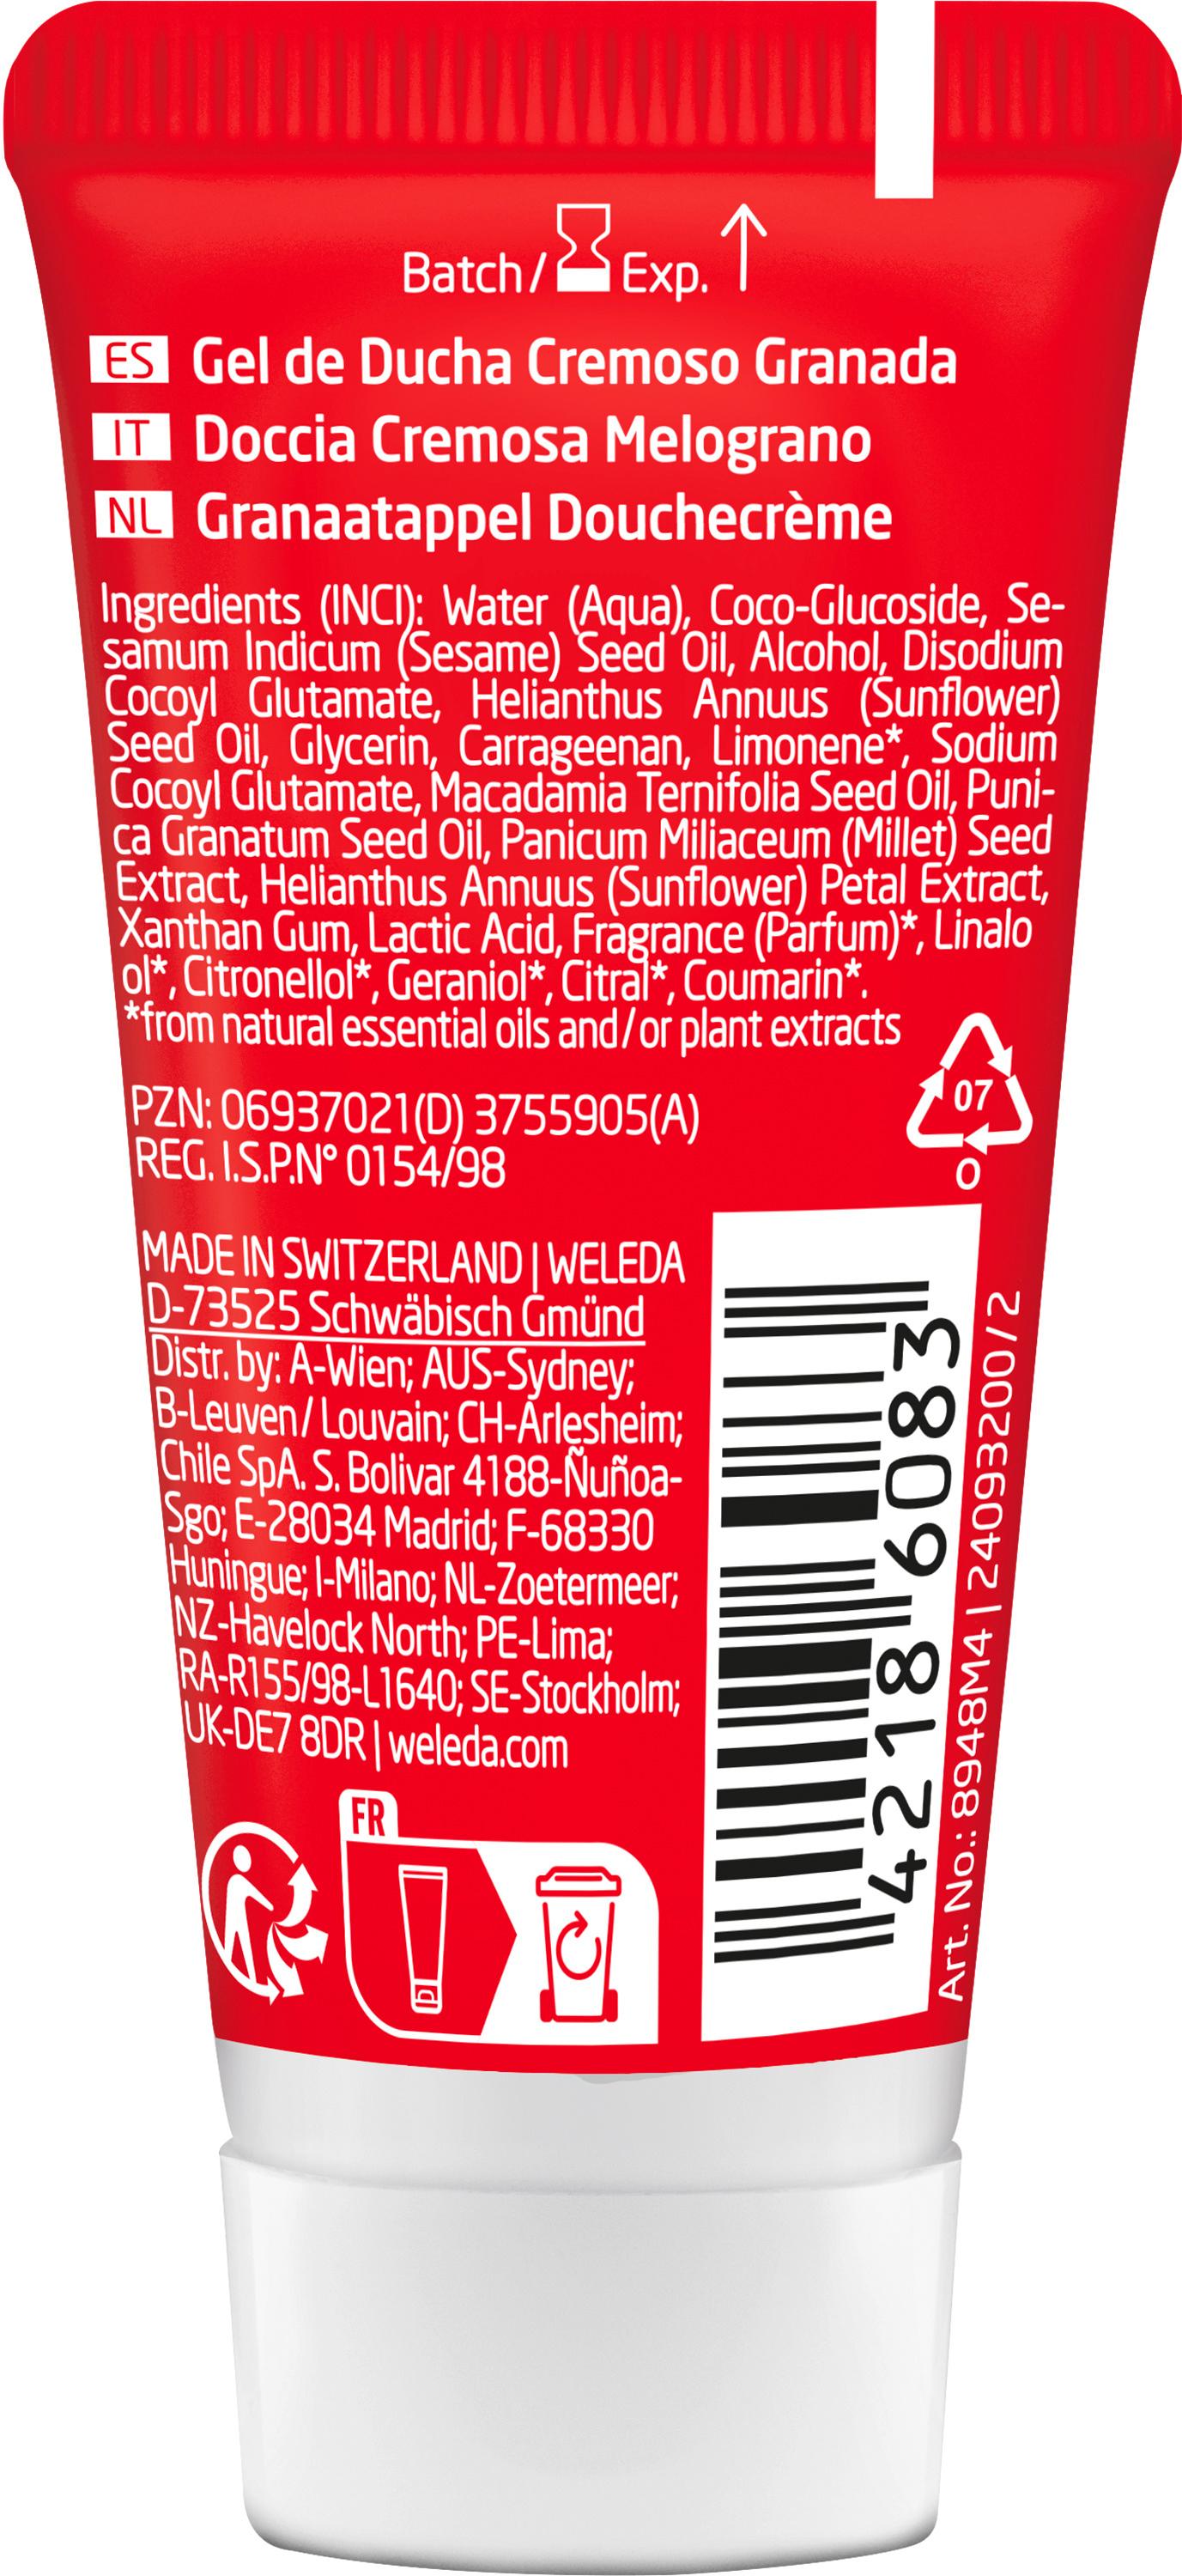 Batch/ Exp.
ES Gel de Ducha Cremoso Granada
IT Doccia Cremosa Melograno
NL Granaatappel Douchecrème
Ingredients (INCI): Water (Aqua), Coco-Glucoside, Se-
samum Indicum (Sesame) Seed Oil, Alcohol, Disodium
Cocoyl Glutamate, Helianthus Annuus (Sunflower)
Seed Oil, Glycerin, Carrageenan, Limonene*, Sodium
Cocoyl Glutamate, Macadamia Ternifolia Seed Oil, Puni-
ca Granatum Seed Oil, Panicum Miliaceum (Millet) Seed
Extract, Helianthus Annuus (Sunflower) Petal Extract,
Xanthan Gum, Lactic Acid, Fragrance (Parfum)*, Linalo
ol*, Citronellol*, Geraniol*, Citral*, Coumarin*.
*from natural essential oils and/or plant extracts
07
O
PZN: 06937021(D) 3755905(A)
REG. I.S.P.N° 0154/98
MADE IN SWITZERLAND | WELEDA
D-73525 Schwäbisch Gmünd
Distr. by: A-Wien; AUS-Sydney;
B-Leuven/Louvain; CH-Arlesheim;
Chile SpA. S. Bolivar 4188-Ñuñoa-
Sgo; E-28034 Madrid; F-68330
Huningue; I-Milano; NL-Zoetermeer;
NZ-Havelock North; PE-Lima;
RA-R155/98-L1640; SE-Stockholm;
UK-DE7 8DR | weleda.com
FR
4218 6083
Art. No.: 8948M4 | 24093200/2